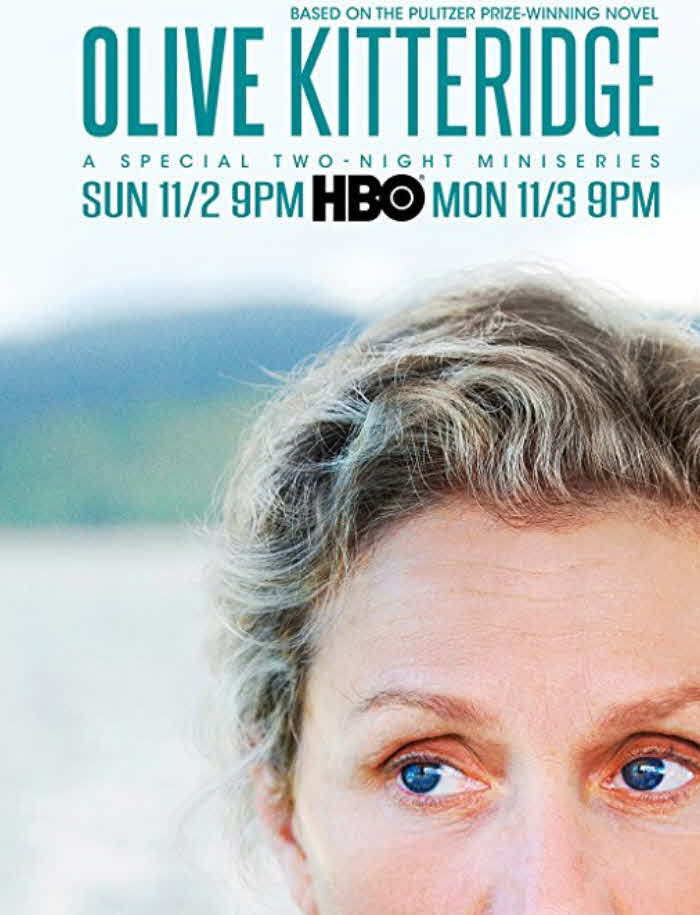 BASED ON THE PULITZER PRIZE-WINNING NOVEL
OLIVE KITTERIDGE
A SPECIAL TWO-NIGHT MINISERIES
SUN 11/2 9PM HBO® MON 11/3 9PM